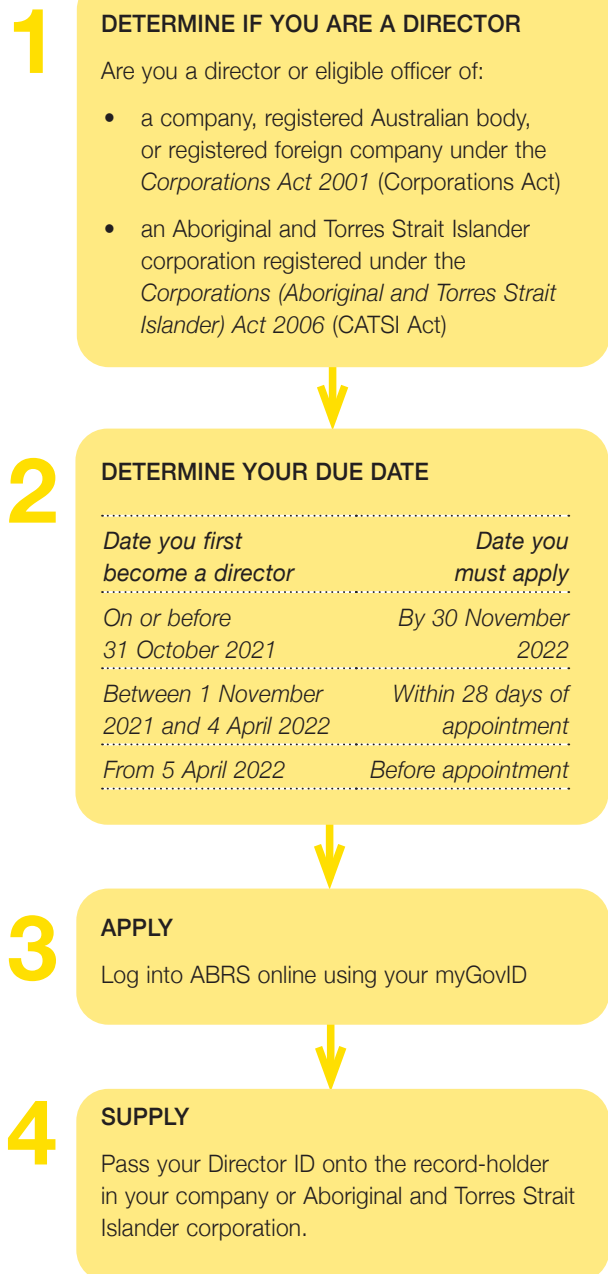 1
DETERMINE IF YOU ARE A DIRECTOR
Are you a director or eligible officer of:
• a company, registered Australian body,
or registered foreign company under the
Corporations Act 2001 (Corporations Act)
• an Aboriginal and Torres Strait Islander
corporation registered under the
Corporations (Aboriginal and Torres Strait
Islander) Act 2006 (CATSI Act)
2
DETERMINE YOUR DUE DATE
Date you first Date you
become a director must apply
On or before By 30 November
31 October 2021 2022
Between 1 November Within 28 days of
2021 and 4 April 2022 appointment
From 5 April 2022 Before appointment
3
APPLY
Log into ABRS online using your myGovID
4
SUPPLY
Pass your Director ID onto the record-holder
in your company or Aboriginal and Torres Strait
Islander corporation.